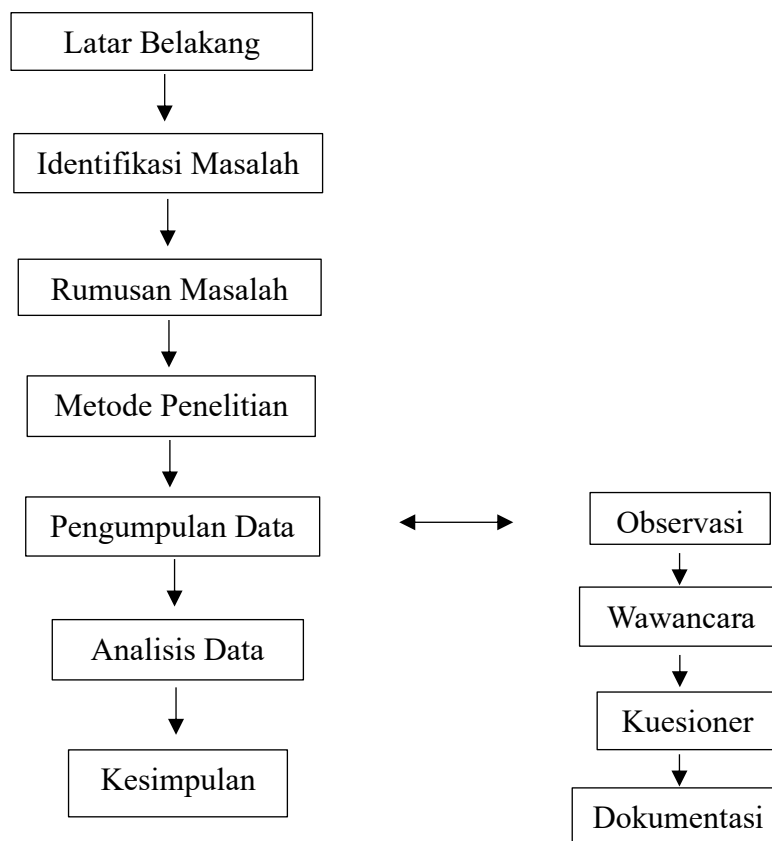 Latar Belakang
Identifikasi Masalah
Rumusan Masalah
Metode Penelitian
Pengumpulan Data
Analisis Data
Kesimpulan
Observasi
Wawancara
Kuesioner
Dokumentasi